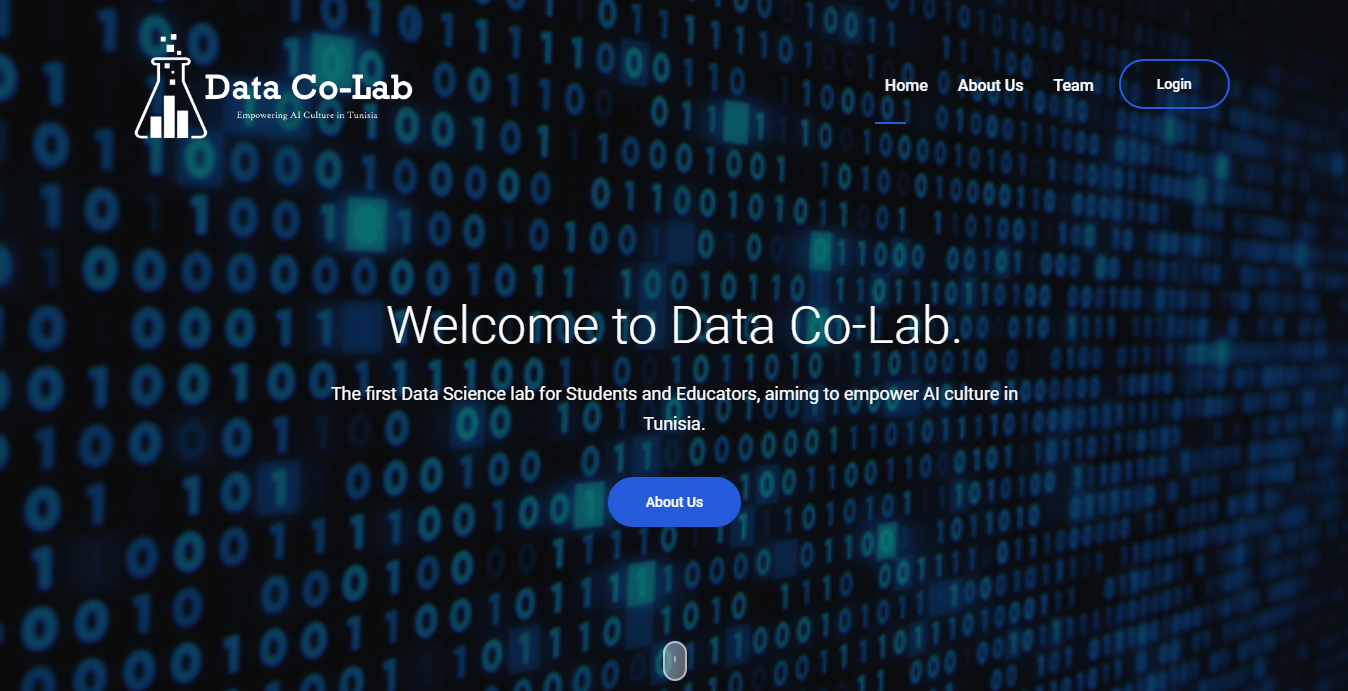 Data Co-Lab
Empowering AI Culture in Tunisia
Home
About Us
Team
Login
Welcome to Data Co-Lab.
The first Data Science lab for Students and Educators, aiming to empower AI culture in
Tunisia.
About Us